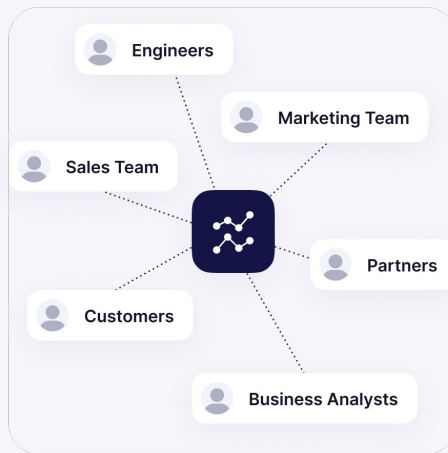 Engineers
Marketing Team
Sales Team
Partners
Customers
Business Analysts